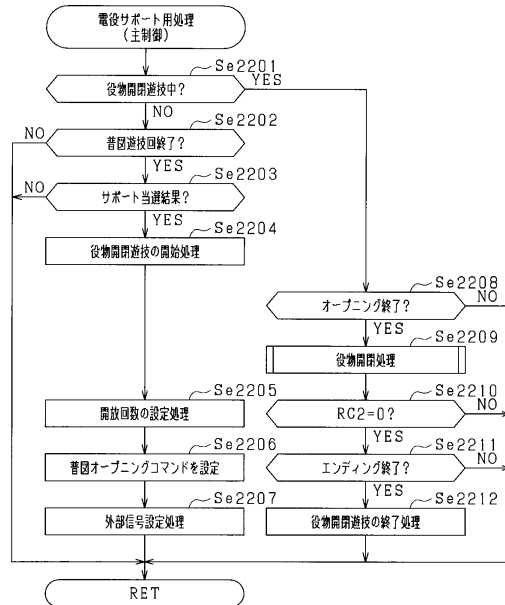 電役サポート用処理
(主制御)
Se2201
役物開閉遊技中?
YES
NO
Se2202
NO
普図遊技回終了?
YES
Se2203
NO
サポート当選結果?
YES
Se2204
役物開閉遊技の開始処理
Se2208
オープニング終了?
NO
YES
Se2209
役物開閉処理
Se2205
開放回数の設定処理
Se2210
RC2=0?
NO
YES
Se2206
普図オープニングコマンドを設定
Se2211
エンディング終了?
NO
YES
Se2207
外部信号設定処理
Se2212
役物開閉遊技の終了処理
RET